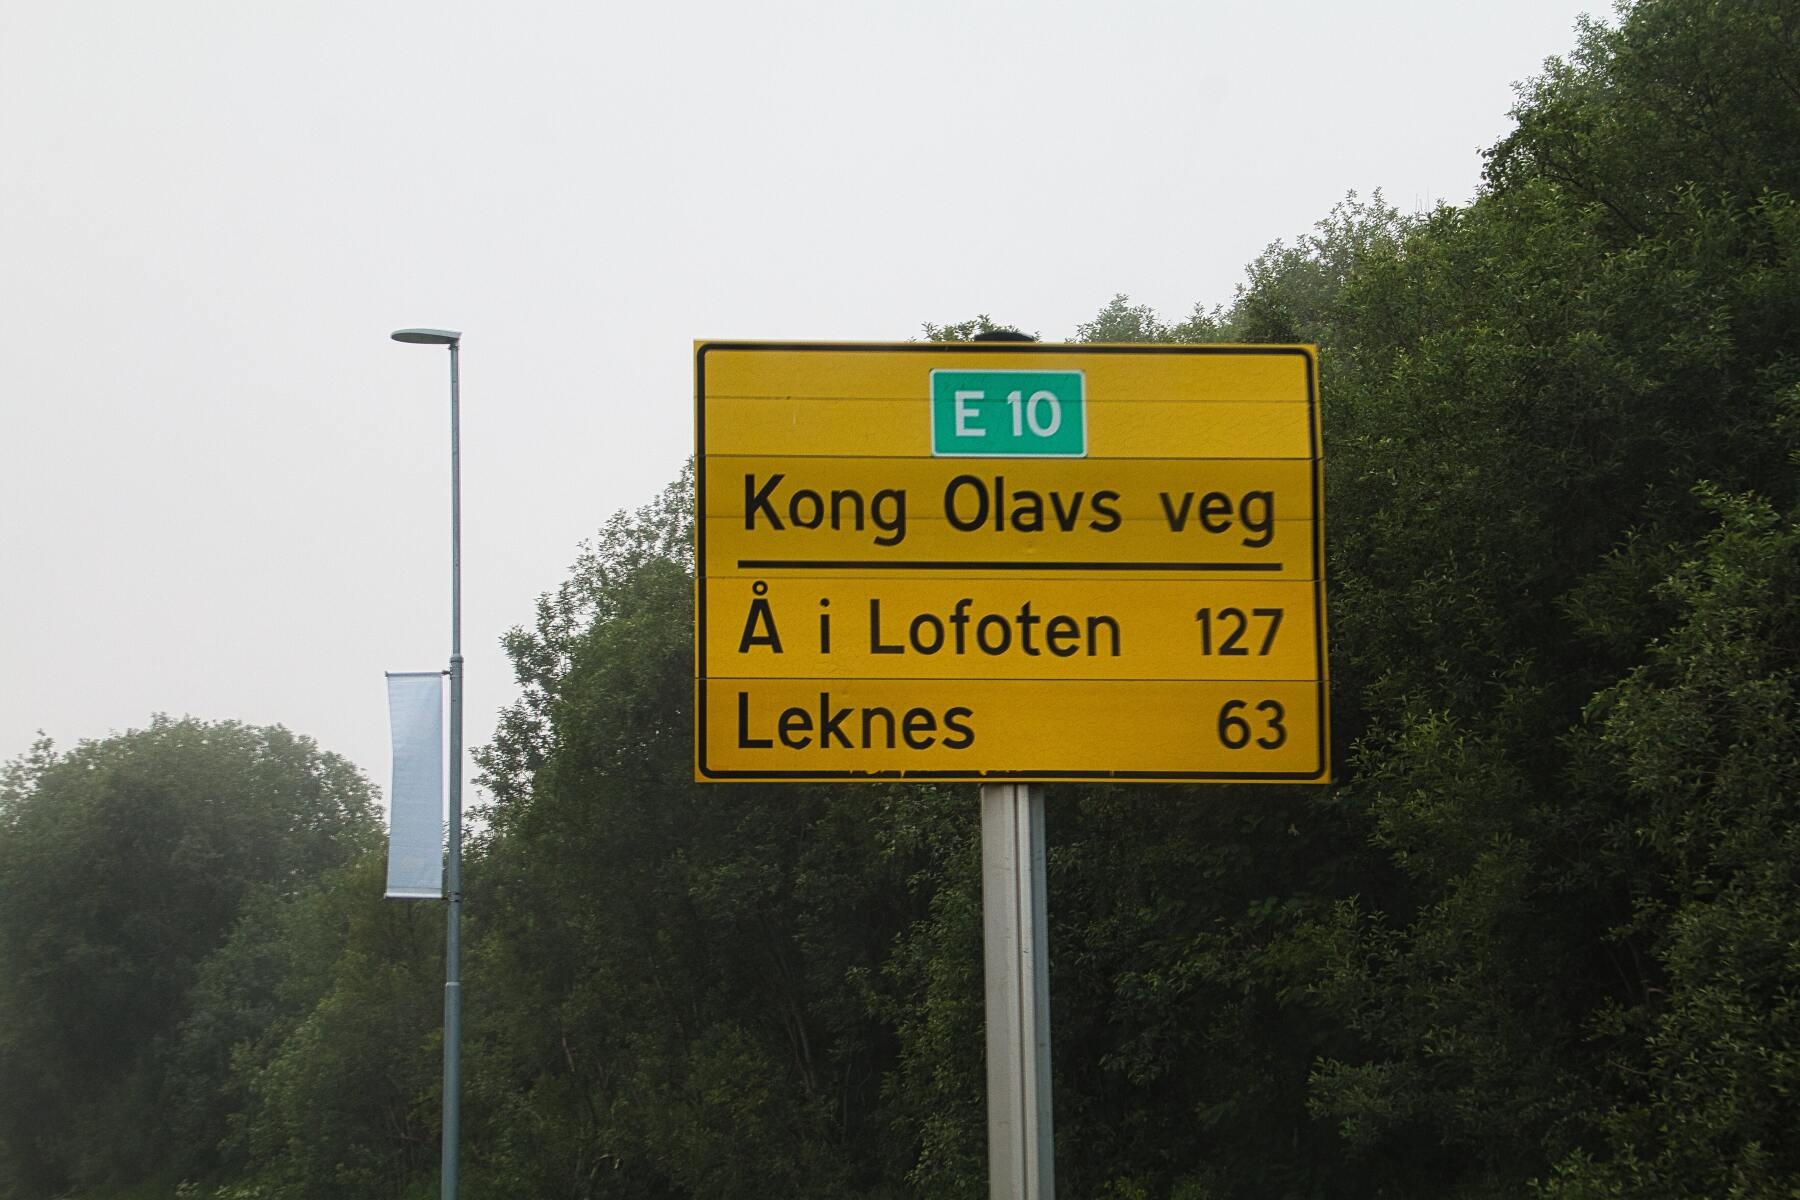 E 10
Kong Olavs veg
Å i Lofoten 127
Leknes 63